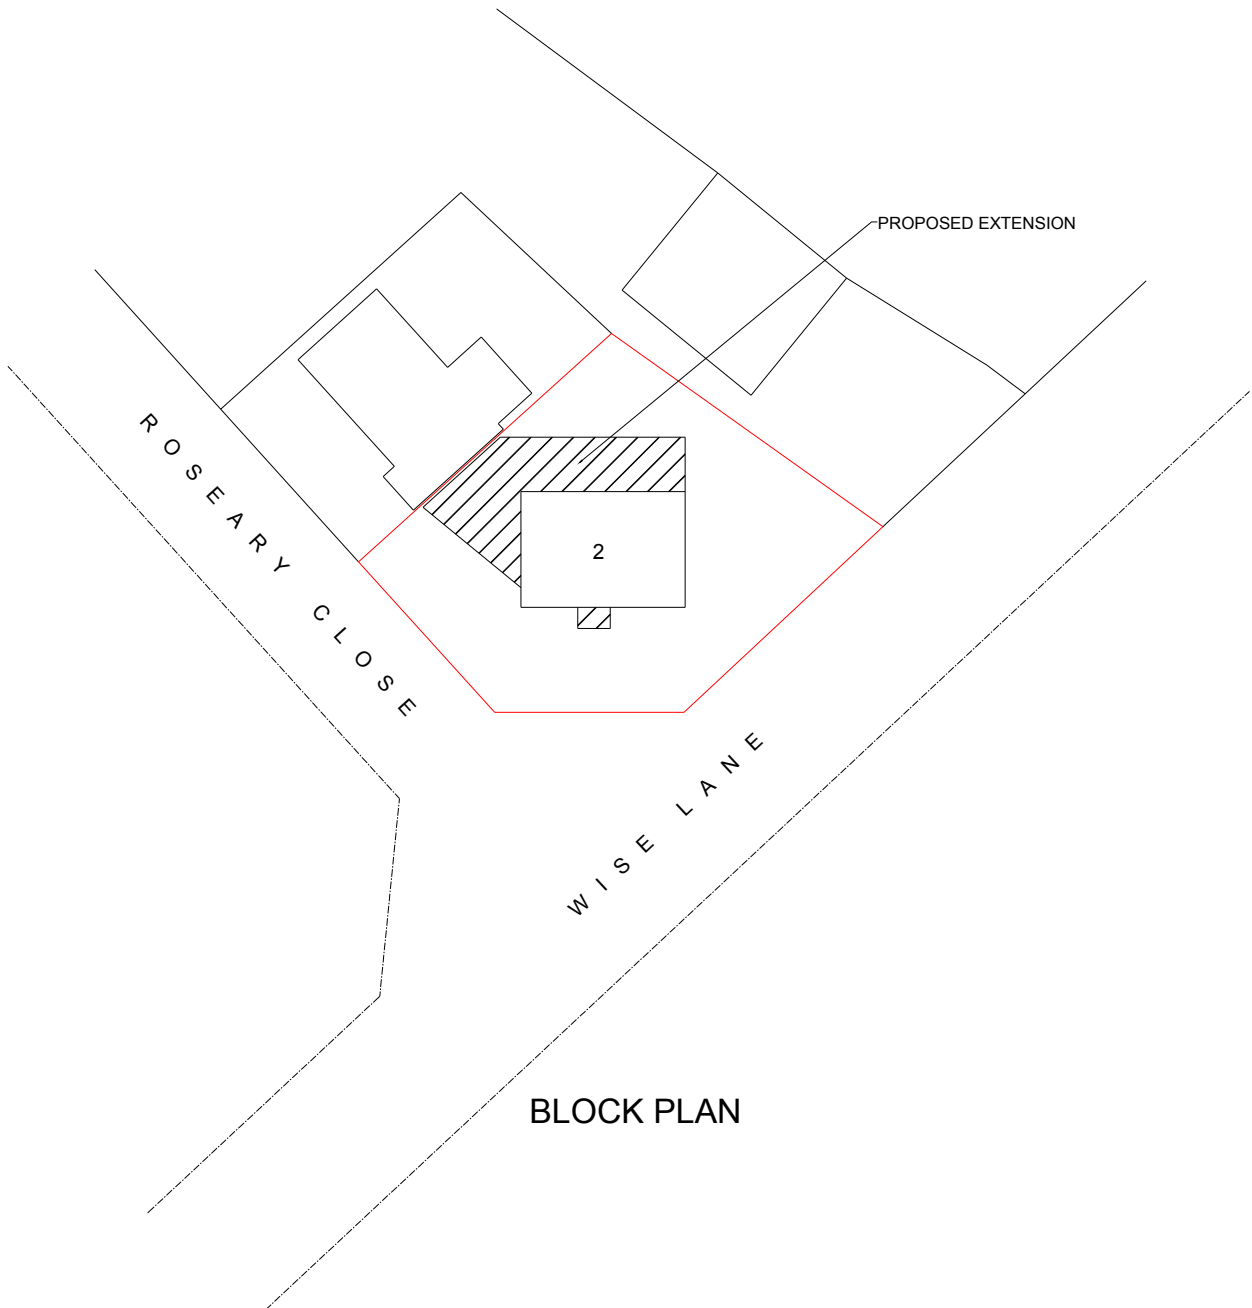 PROPOSED EXTENSION
ROSEARY CLOSE
2
WISE LANE
BLOCK PLAN